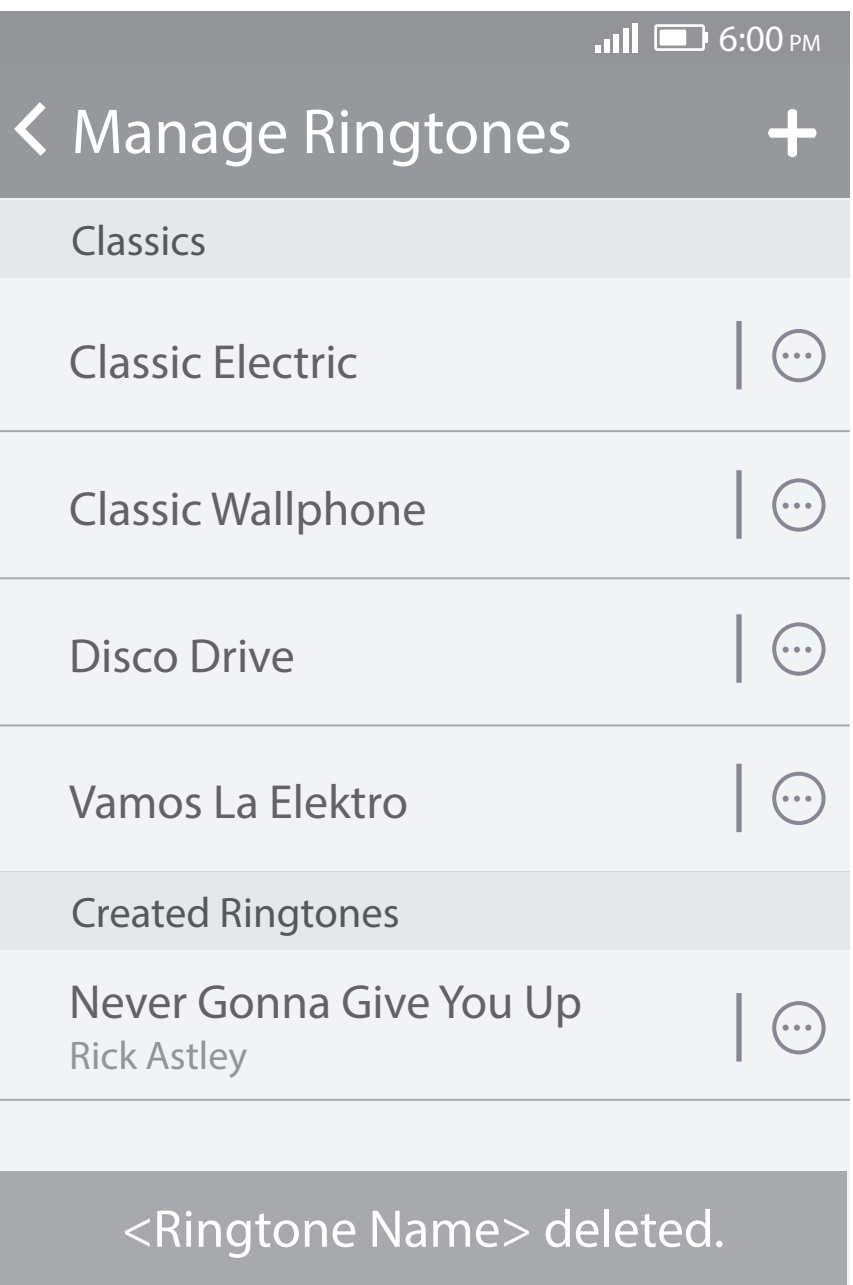 6:00 PM
Manage Ringtones
Classics
Classic Electric
Classic Wallphone
Disco Drive
Vamos La Elektro
Created Ringtones
Never Gonna Give You Up
Rick Astley
<Ringtone Name> deleted.